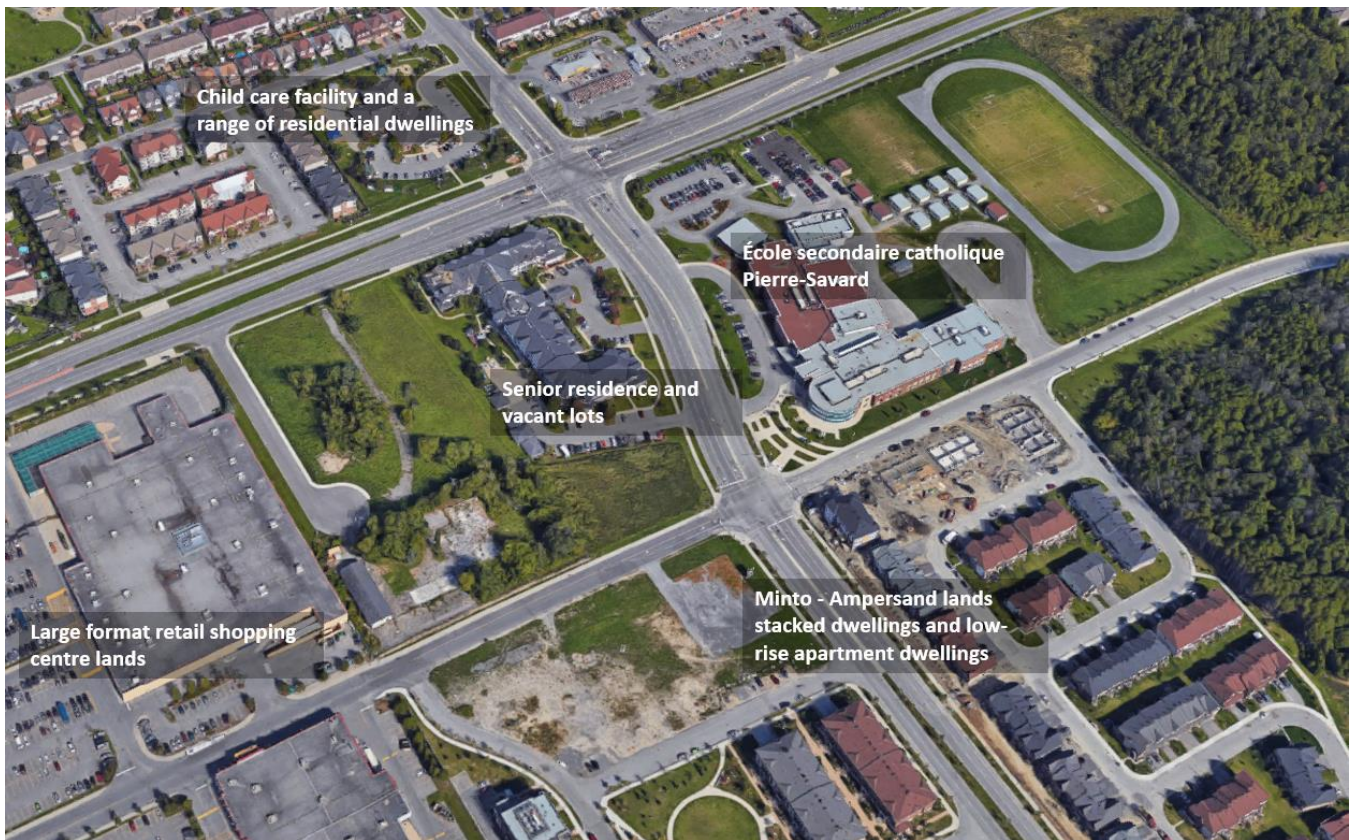 Child care facility and a
range of residential dwellings
École secondaire catholique
Pierre-Savard
Senior residence and
vacant lots
Minto - Ampersand lands
stacked dwellings and low-
rise apartment dwellings
Large format retail shopping
centre lands